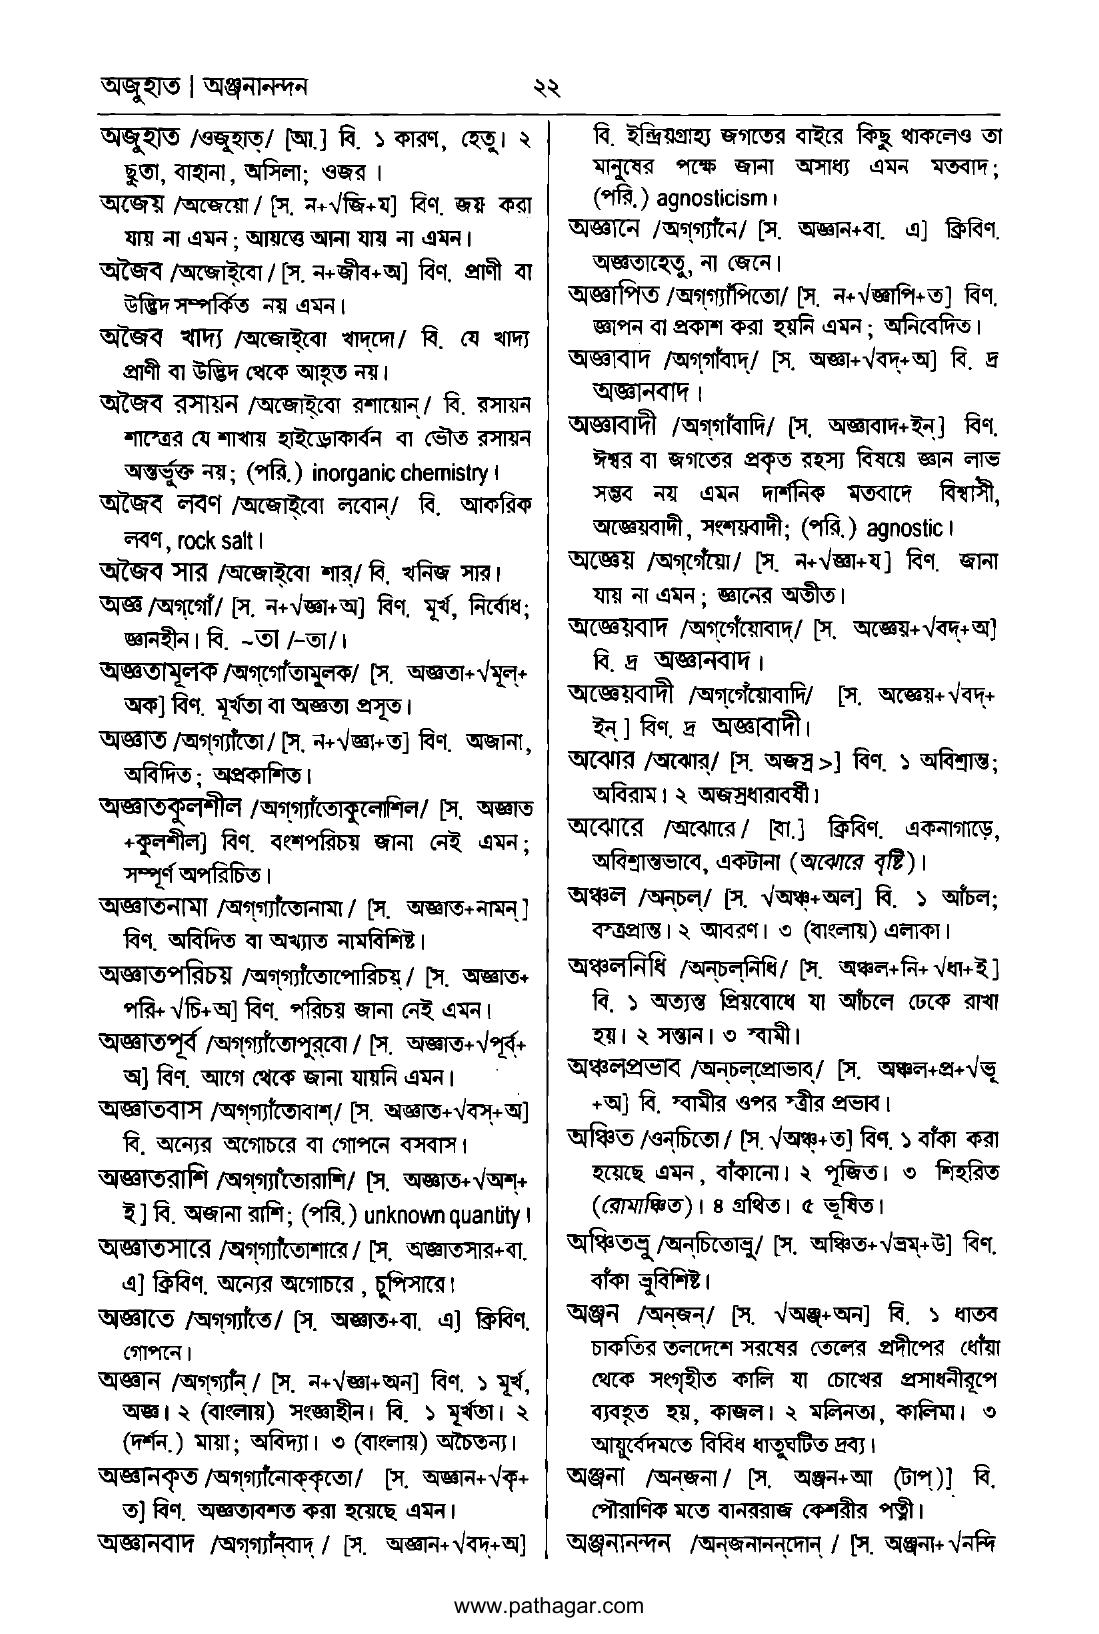 অজুহাত | অঞ্জনানন্দন
২২
অজুহাত /ওজুহাত্/ [আ.] বি. ১ কারণ, হেতু। ২
ছুতা, বাহানা, অসিলা; ওজর।
অজেয় /অজেয়ো/ [স. ন+√জি+য] বিণ. জয় করা
যায় না এমন; আয়ত্তে আনা যায় না এমন।
অজৈব /অজোই্বো/ [স. ন+জীব+অ] বিণ. প্রাণী বা
উদ্ভিদ সম্পর্কিত নয় এমন।
অজৈব খাদ্য /অজোই্বো খাদ্দো/ বি. যে খাদ্য
প্রাণী বা উদ্ভিদ থেকে আহৃত নয়।
অজৈব রসায়ন /অজোই্বো রশায়োন্/ বি. রসায়ন
শাস্ত্রের যে শাখায় হাইড্রোকার্বন বা ভৌত রসায়ন
অন্তর্ভুক্ত নয়; (পরি.) inorganic chemistry।
অজৈব লবণ /অজোই্বো লবোন্/ বি. আকরিক
লবণ, rock salt।
অজৈব সার /অজোই্বো শার্/ বি. খনিজ সার।
অজ্ঞ /অগ্গোঁ/ [স. ন+√জ্ঞা+অ] বিণ. মূর্খ, নির্বোধ;
জ্ঞানহীন। বি. ~তা /–তা/।
অজ্ঞতামূলক /অগ্গোঁতামুলক/ [স. অজ্ঞতা+√মূল্+
অক] বিণ. মূর্খতা বা অজ্ঞতা প্রসূত।
অজ্ঞাত /অগ্গ্যাঁতো/ [স. ন+√জ্ঞা+ত] বিণ. অজানা,
অবিদিত; অপ্রকাশিত।
অজ্ঞাতকুলশীল /অগ্গ্যাঁতোকুলোশিল/ [স. অজ্ঞাত
+কুলশীল] বিণ. বংশপরিচয় জানা নেই এমন;
সম্পূর্ণ অপরিচিত।
অজ্ঞাতনামা /অগ্গ্যাঁতোনামা/ [স. অজ্ঞাত+নামন্]
বিণ. অবিদিত বা অখ্যাত নামবিশিষ্ট।
অজ্ঞাতপরিচয় /অগ্গ্যাঁতোপোরিচয়্/ [স. অজ্ঞাত+
পরি+√চি+অ] বিণ. পরিচয় জানা নেই এমন।
অজ্ঞাতপূর্ব /অগ্গ্যাঁতোপুর্‌বো/ [স. অজ্ঞাত+√পূর্ব্+
অ] বিণ. আগে থেকে জানা যায়নি এমন।
অজ্ঞাতবাস /অগ্গ্যাঁতোবাশ্/ [স. অজ্ঞাত+√বস্+অ]
বি. অন্যের অগোচরে বা গোপনে বসবাস।
অজ্ঞাতরাশি /অগ্গ্যাঁতোরাশি/ [স. অজ্ঞাত+√অশ্+
ই] বি. অজানা রাশি; (পরি.) unknown quantity।
অজ্ঞাতসারে /অগ্গ্যাঁতোশারে/ [স. অজ্ঞাতসার+বা.
এ] ক্রিবিণ. অন্যের অগোচরে, চুপিসারে।
অজ্ঞাতে /অগ্গ্যাঁতে/ [স. অজ্ঞাত+বা. এ] ক্রিবিণ.
গোপনে।
অজ্ঞান /অগ্গ্যাঁন্/ [স. ন+√জ্ঞা+অন] বিণ. ১ মূর্খ,
অজ্ঞ। ২ (বাংলায়) সংজ্ঞাহীন। বি. ১ মূর্খতা। ২
(দর্শন.) মায়া; অবিদ্যা। ৩ (বাংলায়) অচৈতন্য।
অজ্ঞানকৃত /অগ্গ্যাঁনোক্কৃতো/ [স. অজ্ঞান+√কৃ+
ত] বিণ. অজ্ঞতাবশত করা হয়েছে এমন।
অজ্ঞানবাদ /অগ্গ্যাঁন্‌বাদ্/ [স. অজ্ঞান+√বদ্+অ]
বি. ইন্দ্রিয়গ্রাহ্য জগতের বাইরে কিছু থাকলেও তা
মানুষের পক্ষে জানা অসাধ্য এমন মতবাদ;
(পরি.) agnosticism।
অজ্ঞানে /অগ্গ্যাঁনে/ [স. অজ্ঞান+বা. এ] ক্রিবিণ.
অজ্ঞতাহেতু, না জেনে।
অজ্ঞাপিত /অগ্গ্যাঁপিতো/ [স. ন+√জ্ঞাপি+ত] বিণ.
জ্ঞাপন বা প্রকাশ করা হয়নি এমন; অনিবেদিত।
অজ্ঞাবাদ /অগ্গাঁবাদ্/ [স. অজ্ঞা+√বদ্+অ] বি. দ্র
অজ্ঞানবাদ।
অজ্ঞাবাদী /অগ্গাঁবাদি/ [স. অজ্ঞাবাদ+ইন্] বিণ.
ঈশ্বর বা জগতের প্রকৃত রহস্য বিষয়ে জ্ঞান লাভ
সম্ভব নয় এমন দার্শনিক মতবাদে বিশ্বাসী,
অজ্ঞেয়বাদী, সংশয়বাদী; (পরি.) agnostic।
অজ্ঞেয় /অগ্গেঁয়ো/ [স. ন+√জ্ঞা+য] বিণ. জানা
যায় না এমন; জ্ঞানের অতীত।
অজ্ঞেয়বাদ /অগ্গেঁয়োবাদ্/ [স. অজ্ঞেয়+√বদ্+অ]
বি. দ্র অজ্ঞানবাদ।
অজ্ঞেয়বাদী /অগ্গেঁয়োবাদি/ [স. অজ্ঞেয়+√বদ্+
ইন্] বিণ. দ্র অজ্ঞাবাদী।
অঝোর /অঝোর্/ [স. অজস্র >] বিণ. ১ অবিশ্রান্ত;
অবিরাম। ২ অজস্রধারাবর্ষী।
অঝোরে /অঝোরে/ [বা.] ক্রিবিণ. একনাগাড়ে,
অবিশ্রান্তভাবে, একটানা (অঝোরে বৃষ্টি)।
অঞ্চল /অন্‌চল্/ [স. √অঞ্চ+অল] বি. ১ আঁচল;
বস্ত্রপ্রান্ত। ২ আবরণ। ৩ (বাংলায়) এলাকা।
অঞ্চলনিধি /অন্‌চল্‌নিধি/ [স. অঞ্চল+নি+√ধা+ই]
বি. ১ অত্যন্ত প্রিয়বোধে যা আঁচলে ঢেকে রাখা
হয়। ২ সন্তান। ৩ স্বামী।
অঞ্চলপ্রভাব /অন্‌চল্‌প্রোভাব্/ [স. অঞ্চল+প্র+√ভূ
+অ] বি. স্বামীর ওপর স্ত্রীর প্রভাব।
অঞ্চিত /ওন্‌চিতো/ [স. √অঞ্চ+ত] বিণ. ১ বাঁকা করা
হয়েছে এমন, বাঁকানো। ২ পূজিত। ৩ শিহরিত
(রোমাঞ্চিত)। ৪ গ্রথিত। ৫ ভূষিত।
অঞ্চিতভ্রু /অন্‌চিতোভ্রু/ [স. অঞ্চিত+√ভ্রম্+উ] বিণ.
বাঁকা ভ্রুবিশিষ্ট।
অঞ্জন /অন্‌জন্/ [স. √অঞ্জ্+অন] বি. ১ ধাতব
চাকতির তলদেশে সরষের তেলের প্রদীপের ধোঁয়া
থেকে সংগৃহীত কালি যা চোখের প্রসাধনীরূপে
ব্যবহৃত হয়, কাজল। ২ মলিনতা, কালিমা। ৩
আয়ুর্বেদমতে বিবিধ ধাতুঘটিত দ্রব্য।
অঞ্জনা /অন্‌জনা/ [স. অঞ্জন+আ (টাপ্)] বি.
পৌরাণিক মতে বানররাজ কেশরীর পত্নী।
অঞ্জনানন্দন /অন্‌জনানন্‌দোন্/ [স. অঞ্জনা+√নন্দি
www.pathagar.com